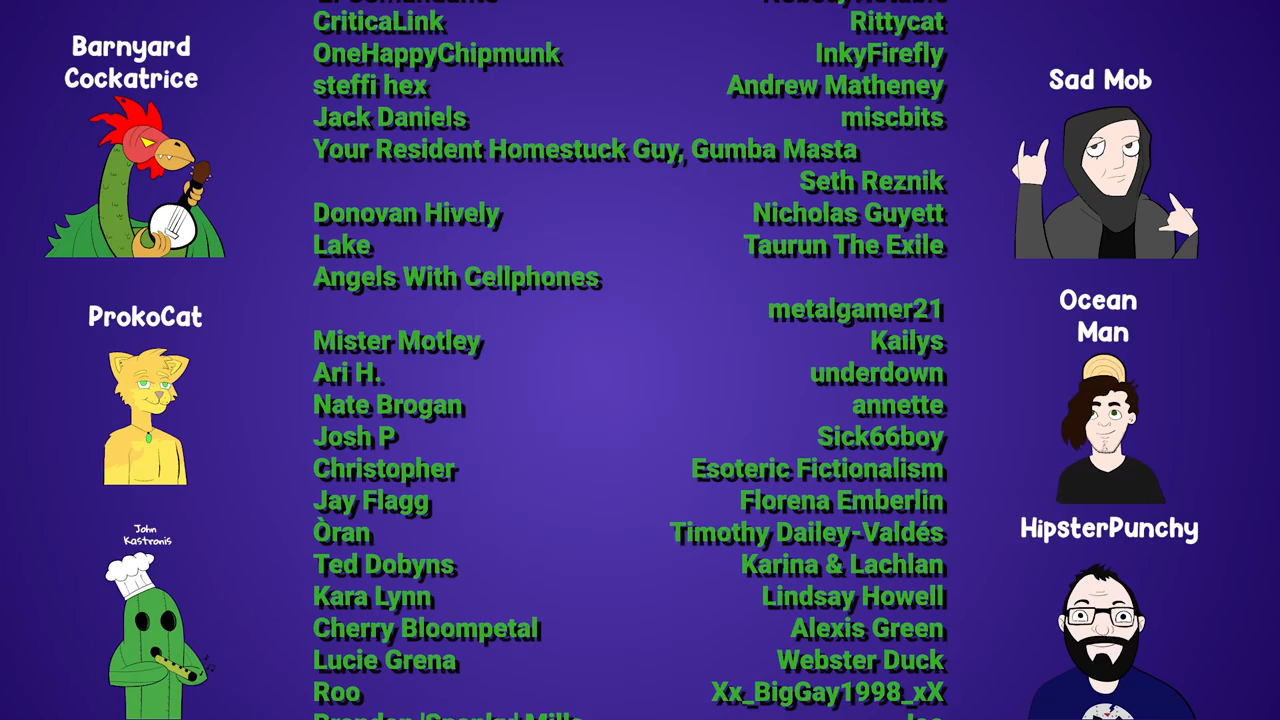 Barnyard
Cockatrice
ProkoCat
John
Kastronis
CriticaLink Rittycat
OneHappyChipmunk InkyFirefly
steffi hex Andrew Matheney
Jack Daniels miscbits
Your Resident Homestuck Guy, Gumba Masta
Seth Reznik
Donovan Hively Nicholas Guyett
Lake Taurun The Exile
Angels With Cellphones
metalgamer21
Mister Motley Kailys
Ari H. underdown
Nate Brogan annette
Josh P Sick66boy
Christopher Esoteric Fictionalism
Jay Flagg Florena Emberlin
Òran Timothy Dailey-Valdés
Ted Dobyns Karina & Lachlan
Kara Lynn Lindsay Howell
Cherry Bloompetal Alexis Green
Lucie Grena Webster Duck
Roo Xx_BigGay1998_xX
Sad Mob
Ocean
Man
HipsterPunchy